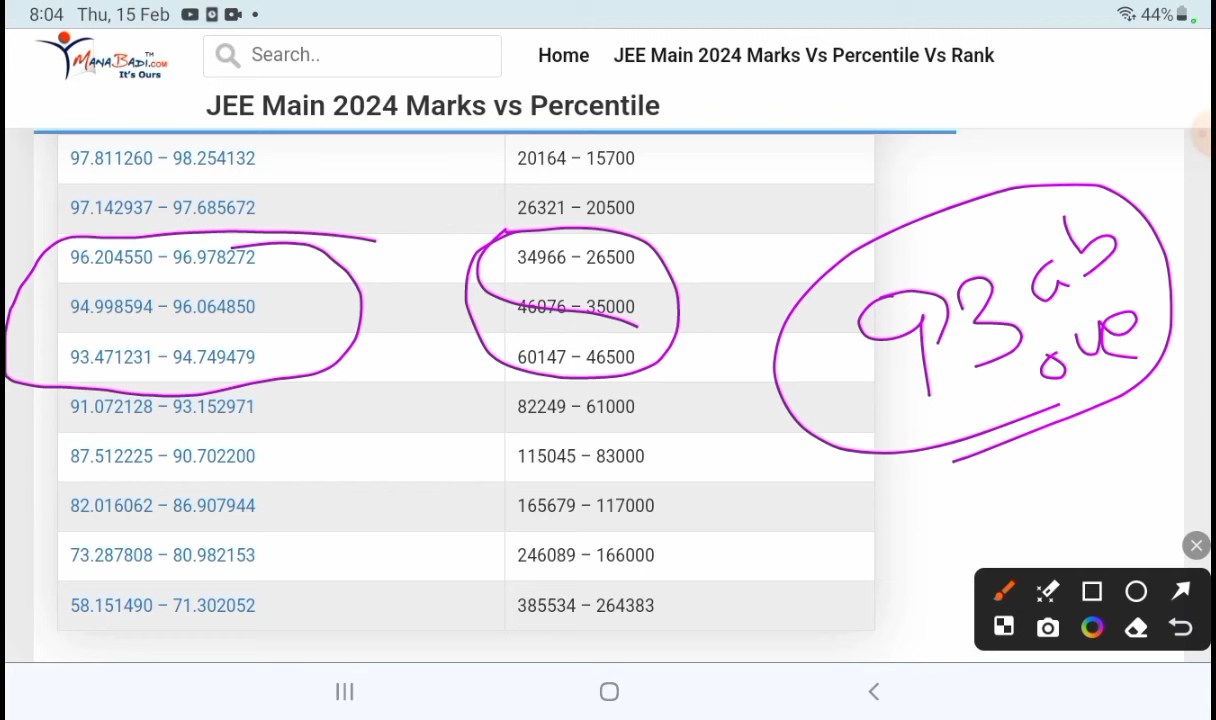 8:04 Thu, 15 Feb 44%
MANABADI.COM TM
It's Ours
Search..
Home JEE Main 2024 Marks Vs Percentile Vs Rank
JEE Main 2024 Marks vs Percentile
97.811260 – 98.254132 20164 – 15700
97.142937 – 97.685672 26321 – 20500
96.204550 – 96.978272 34966 – 26500
94.998594 – 96.064850 46076 – 35000
93.471231 – 94.749479 60147 – 46500
91.072128 – 93.152971 82249 – 61000
87.512225 – 90.702200 115045 – 83000
82.016062 – 86.907944 165679 – 117000
73.287808 – 80.982153 246089 – 166000
58.151490 – 71.302052 385534 – 264383
93 ab
ove